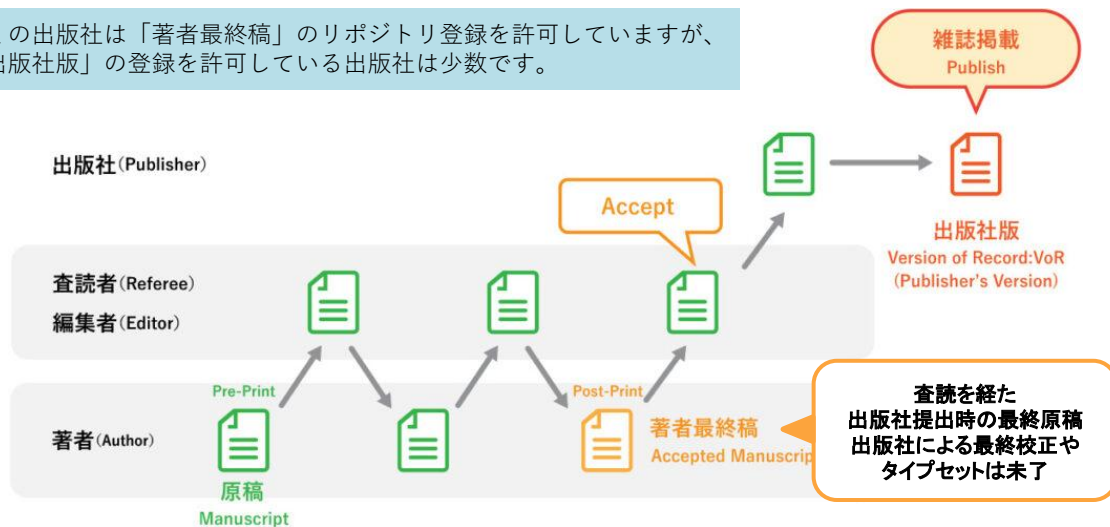 の出版社は「著者最終稿」のリポジトリ登録を許可していますが、
出版社版」の登録を許可している出版社は少数です。
雑誌掲載
Publish
出版社(Publisher)
Accept
出版社版
Version of Record:VoR
(Publisher's Version)
査読者(Referee)
編集者(Editor)
Pre-Print
Post-Print
著者(Author)
著者最終稿
Accepted Manuscrip
原稿
Manuscript
査読を経た
出版社提出時の最終原稿
出版社による最終校正や
タイプセットは未了